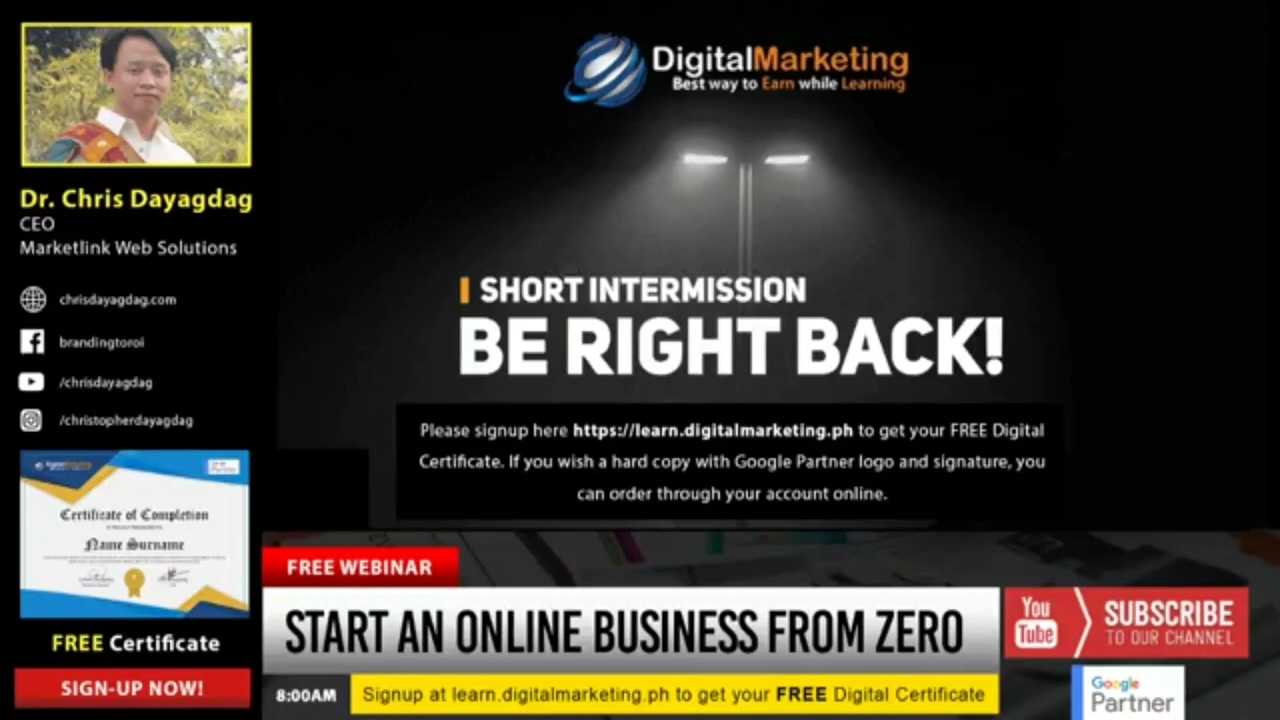 DigitalMarketing
Best way to Earn while Learning
Dr. Chris Dayagdag
CEO
Marketlink Web Solutions
chrisdayagdag.com
brandingtoroi
/chrisdayagdag
/christopherdayagdag
SHORT INTERMISSION
BE RIGHT BACK!
Please signup here https://learn.digitalmarketing.ph to get your FREE Digital
Certificate. If you wish a hard copy with Google Partner logo and signature, you
can order through your account online.
Certificate of Completion
Name Surname
FREE Certificate
SIGN-UP NOW!
FREE WEBINAR
START AN ONLINE BUSINESS FROM ZERO
8:00AM
Signup at learn.digitalmarketing.ph to get your FREE Digital Certificate
You
Tube
SUBSCRIBE
TO OUR CHANNEL
Google
Partner